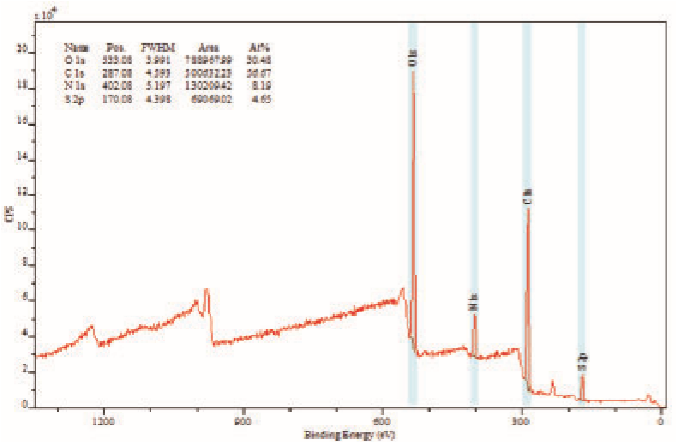 x 10⁴
Name Pos. FWHM Area At%
O 1s 533.08 3.991 788967.99 30.48
C 1s 287.08 4.593 500632.23 56.67
N 1s 402.08 5.197 130209.42 8.19
S 2p 170.08 4.398 69069.02 4.65
O 1s
N 1s
C 1s
S 2p
20
18
16
14
12
10
8
6
4
2
0
CPS
1200 900 600 300 0
Binding Energy (eV)